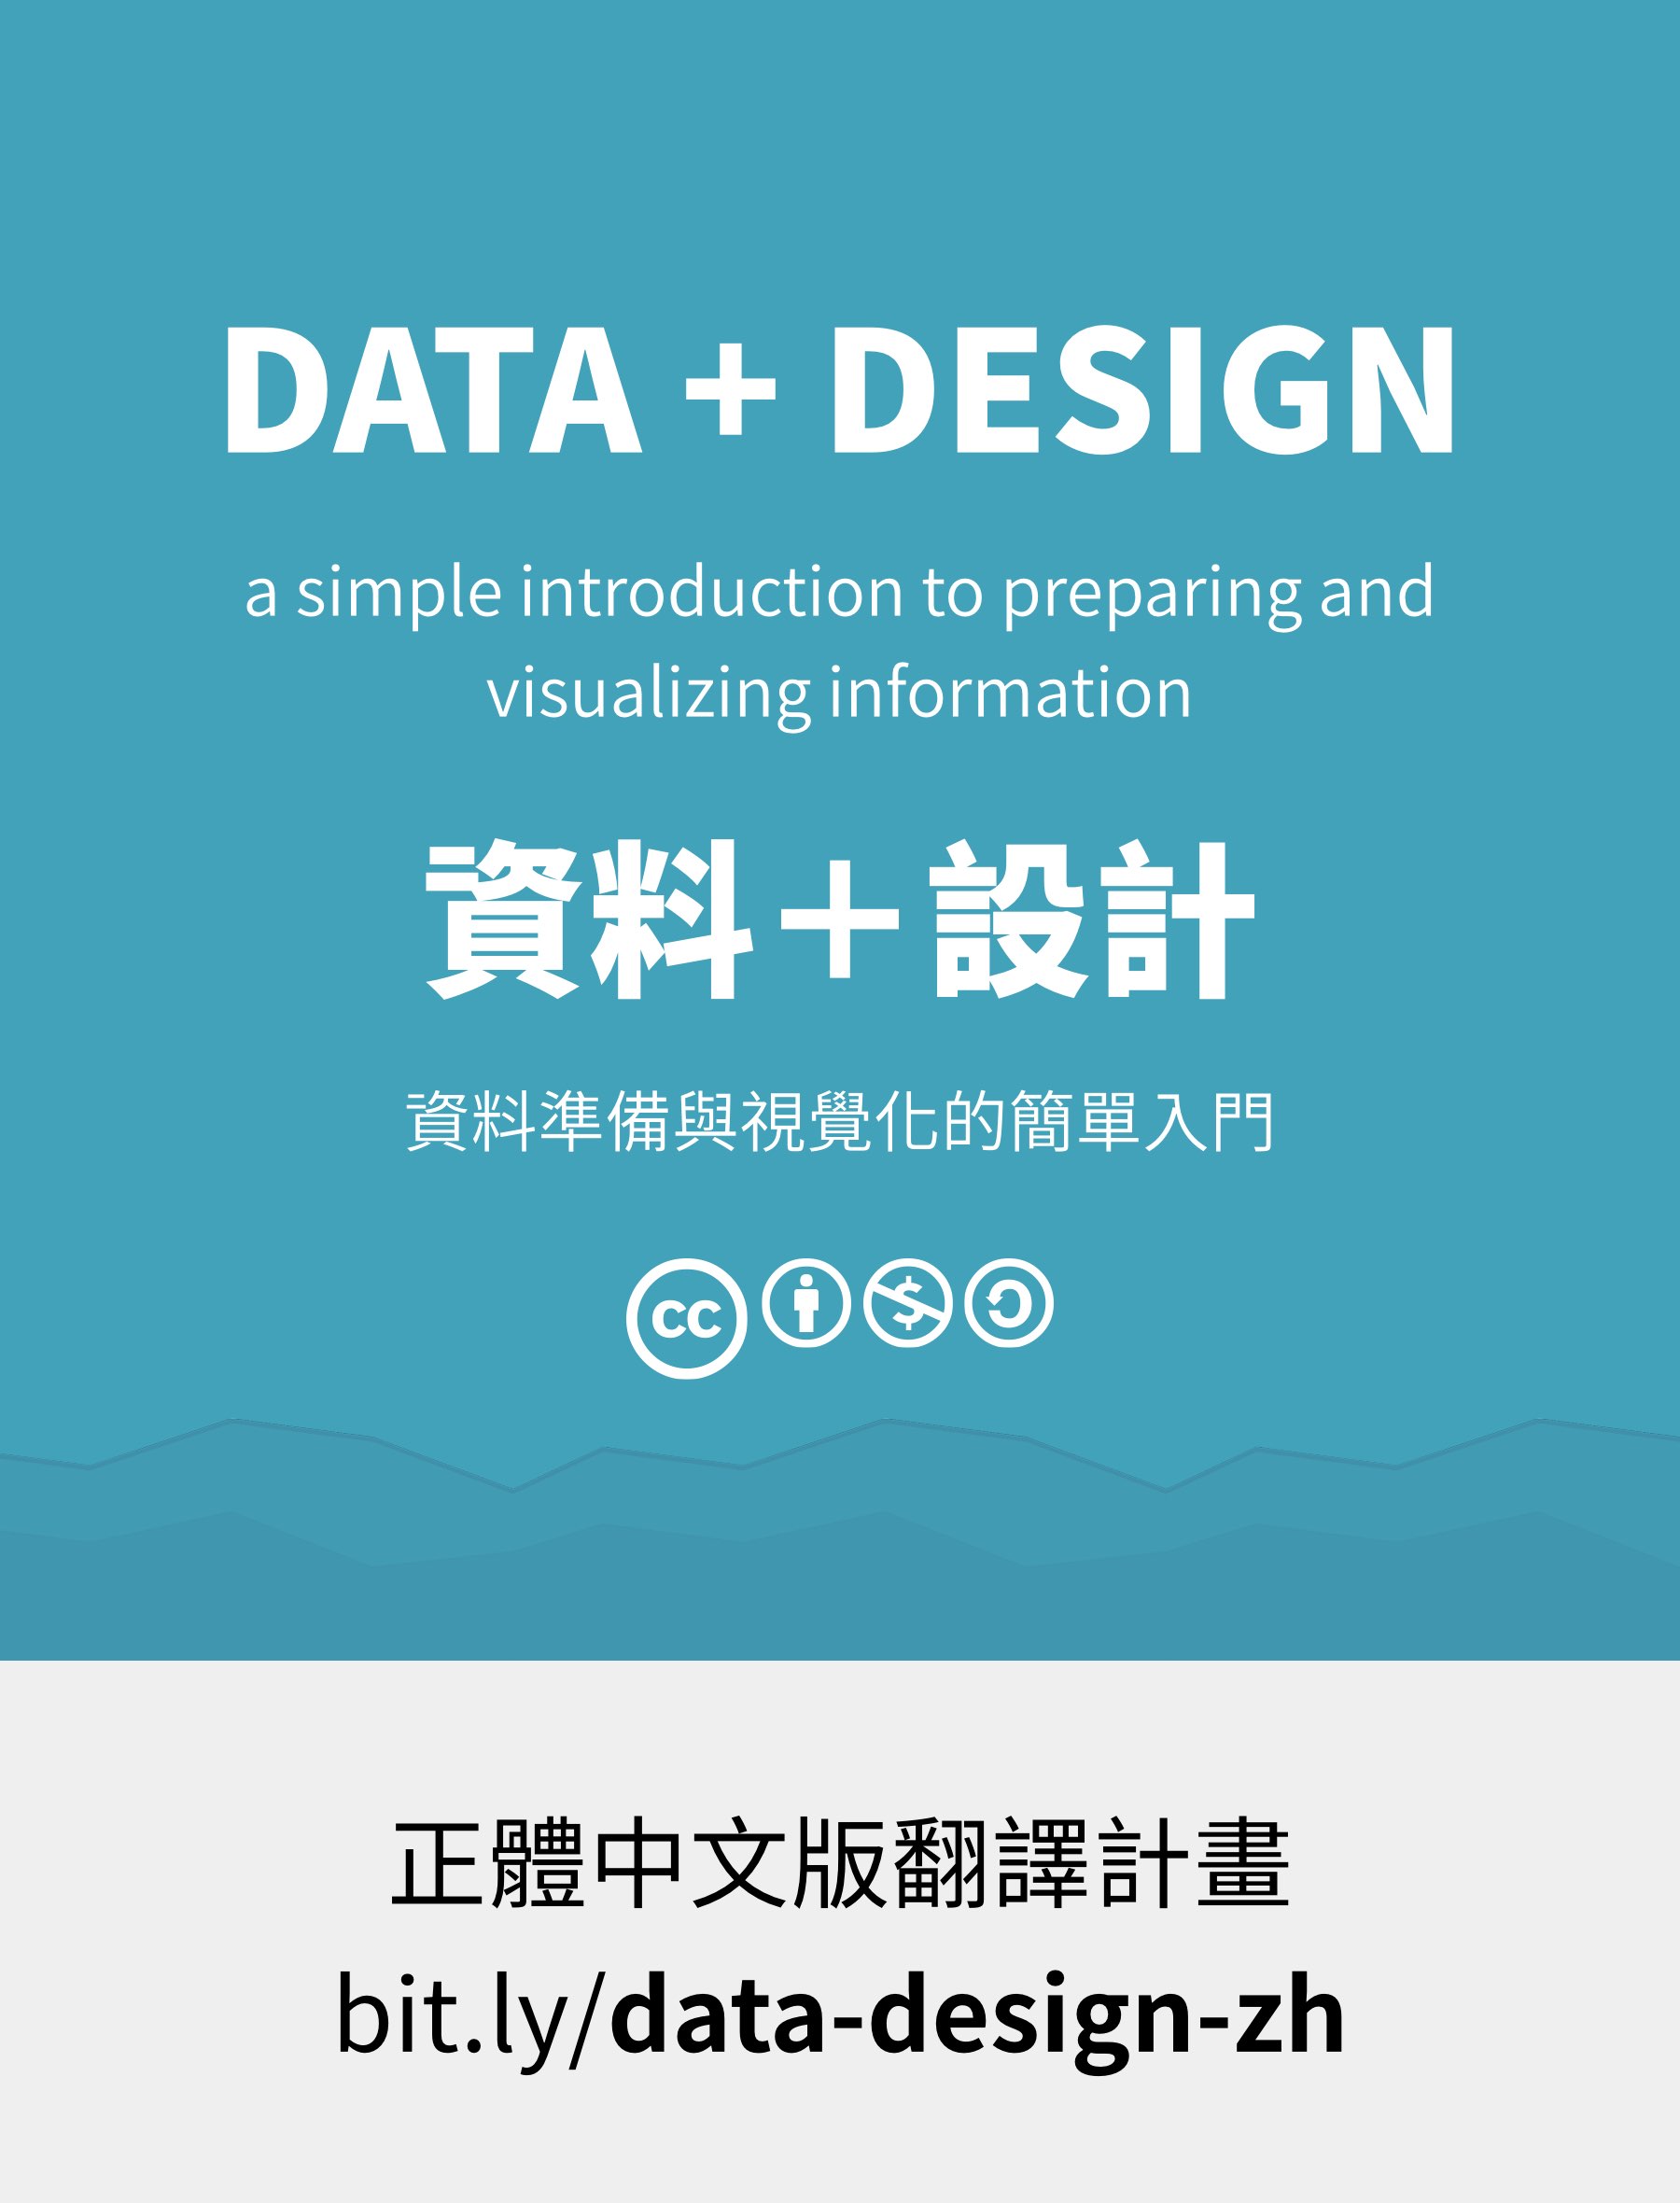 DATA + DESIGN
a simple introduction to preparing and
visualizing information
資料＋設計
資料準備與視覺化的簡單入門
cc
正體中文版翻譯計畫
bit.ly/data-design-zh